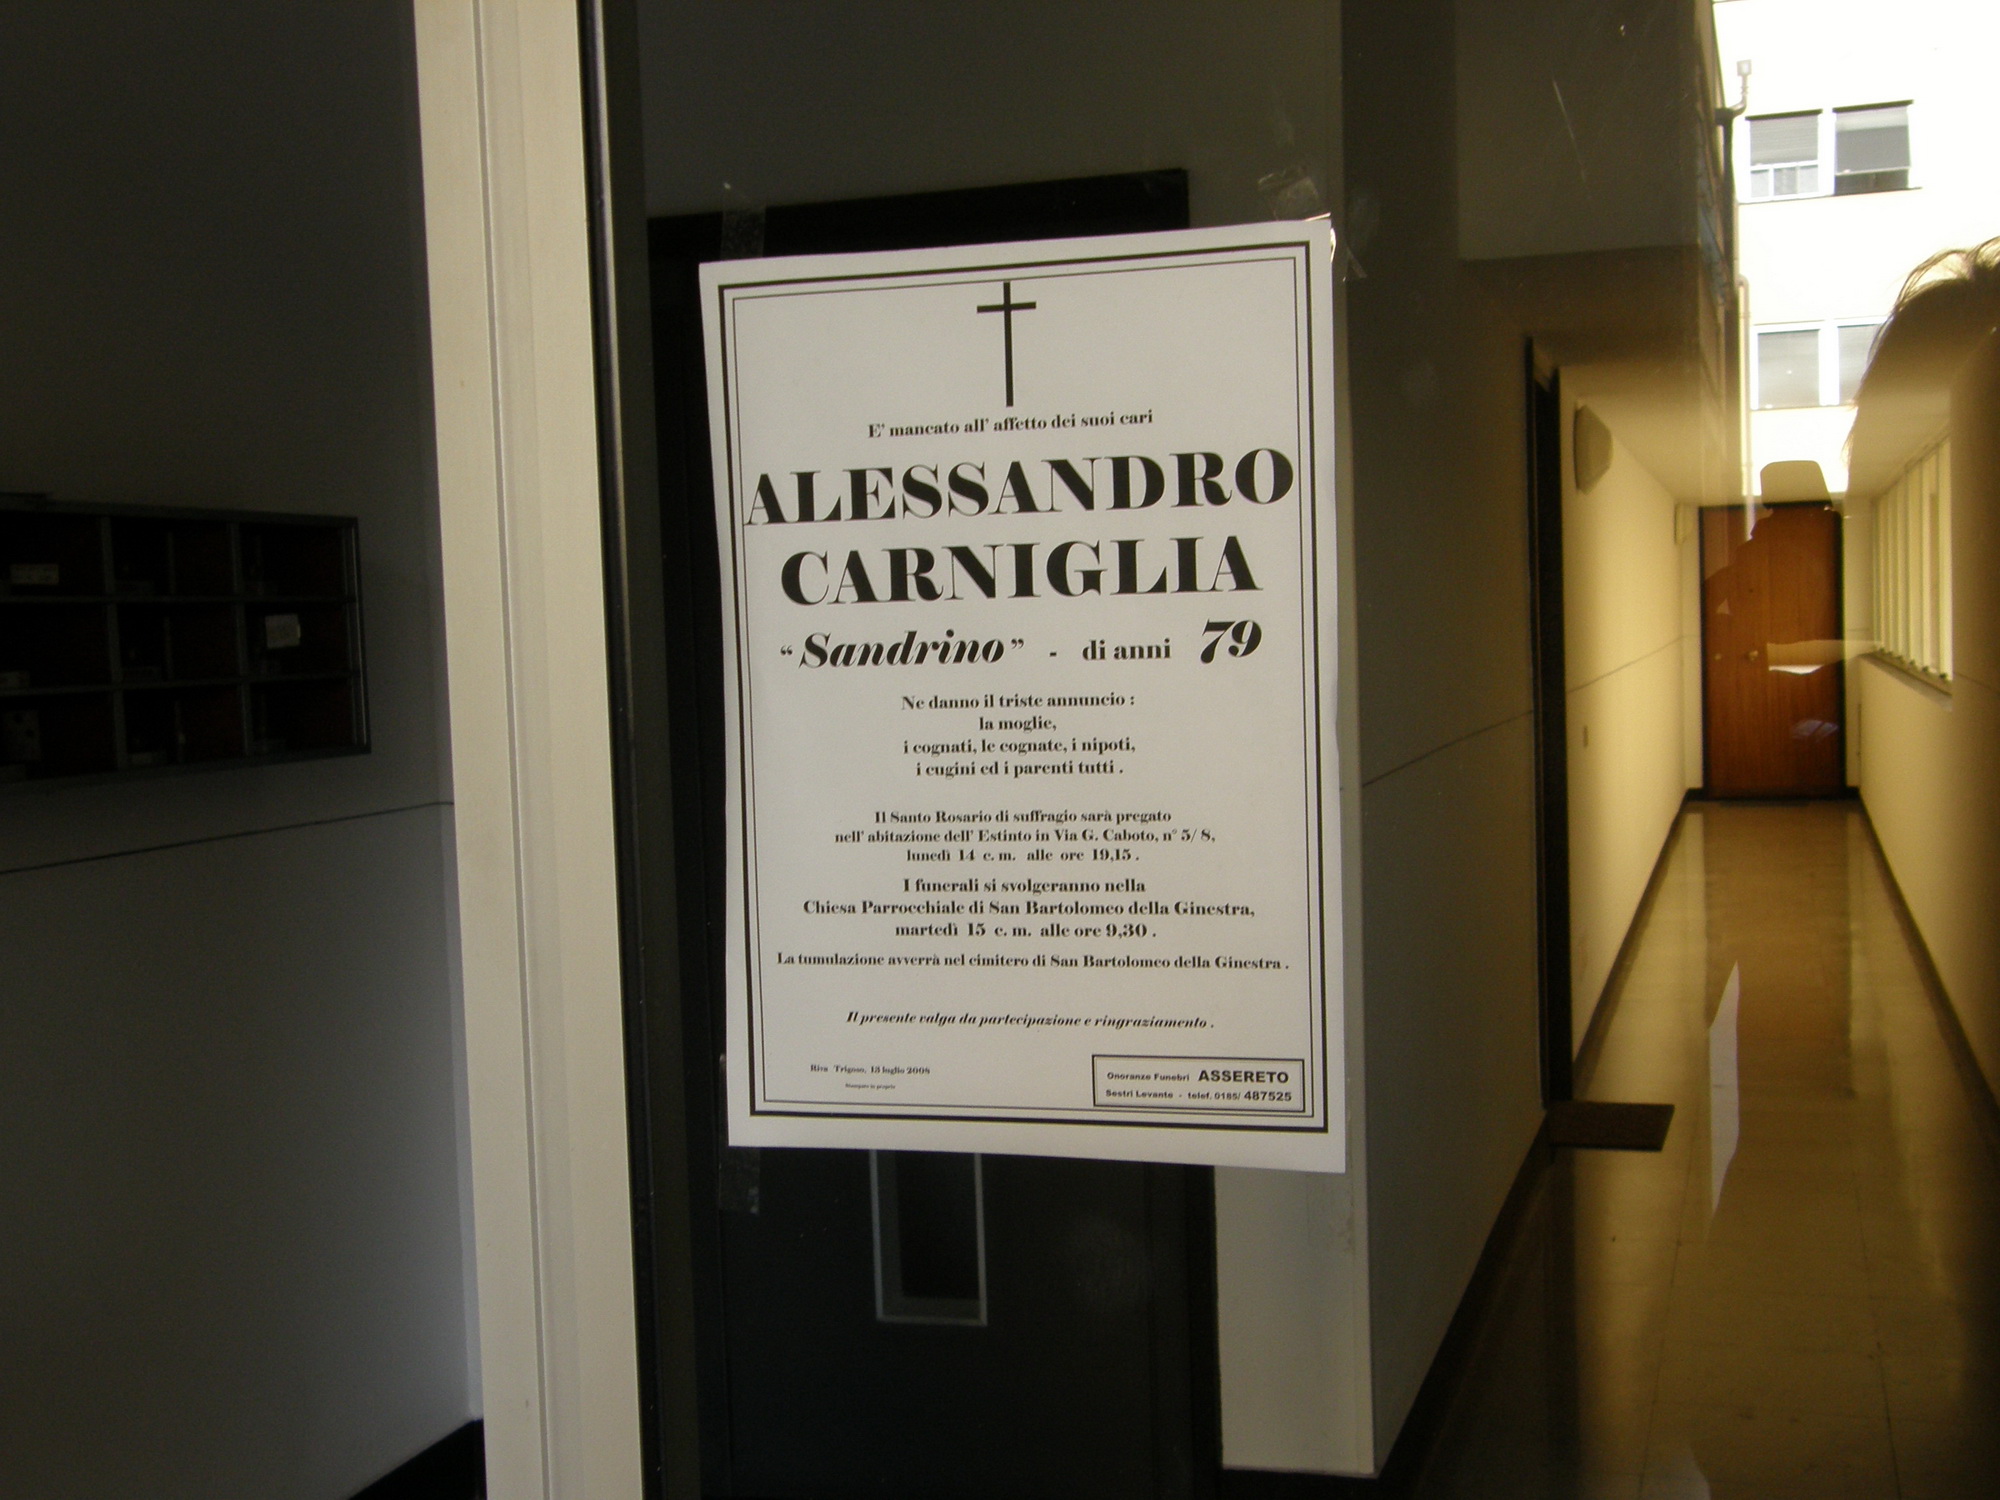 E' mancato all' affetto dei suoi cari
ALESSANDRO
CARNIGLIA
“ Sandrino ” - di anni 79
Ne danno il triste annuncio :
la moglie,
i cognati, le cognate, i nipoti,
i cugini ed i parenti tutti .
Il Santo Rosario di suffragio sarà pregato
nell' abitazione dell' Estinto in Via G. Caboto, n° 5/ 8,
lunedì 14 c. m. alle ore 19,15 .
I funerali si svolgeranno nella
Chiesa Parrocchiale di San Bartolomeo della Ginestra,
martedì 15 c. m. alle ore 9,30 .
La tumulazione avverrà nel cimitero di San Bartolomeo della Ginestra .
Il presente valga da partecipazione e ringraziamento .
Riva Trigoso, 13 luglio 2008
Stampato in proprio
Onoranze Funebri ASSERETO
Sestri Levante - telef. 0185/ 487525